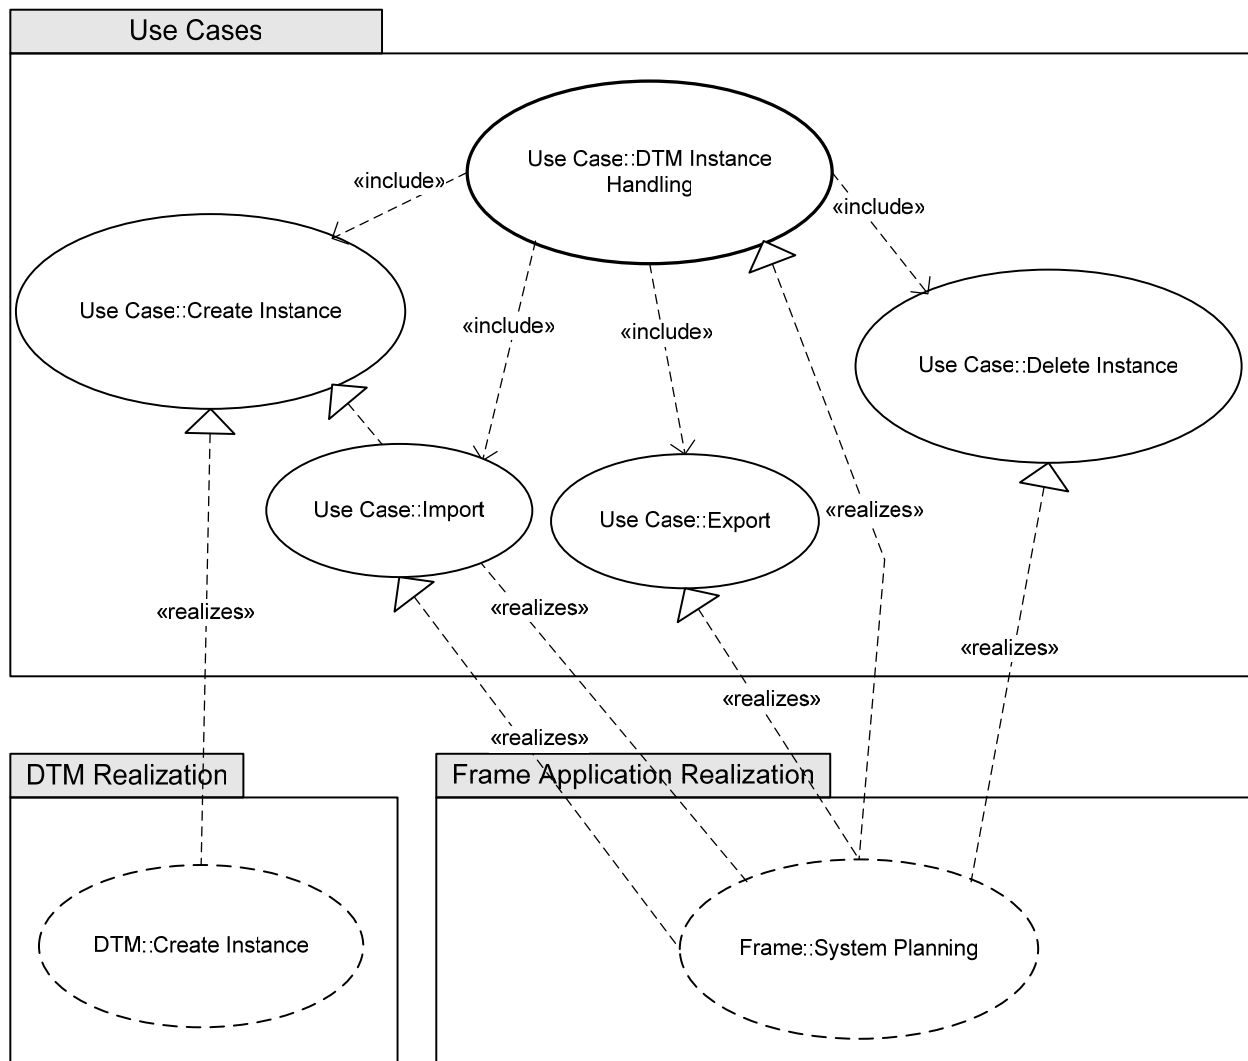 Use Cases
Use Case::DTM Instance
Handling
«include»
«include»
Use Case::Create Instance
«include»
«include»
Use Case::Delete Instance
Use Case::Import
Use Case::Export
«realizes»
«realizes»
«realizes»
«realizes»
«realizes»
«realizes»
DTM Realization
Frame Application Realization
DTM::Create Instance
Frame::System Planning